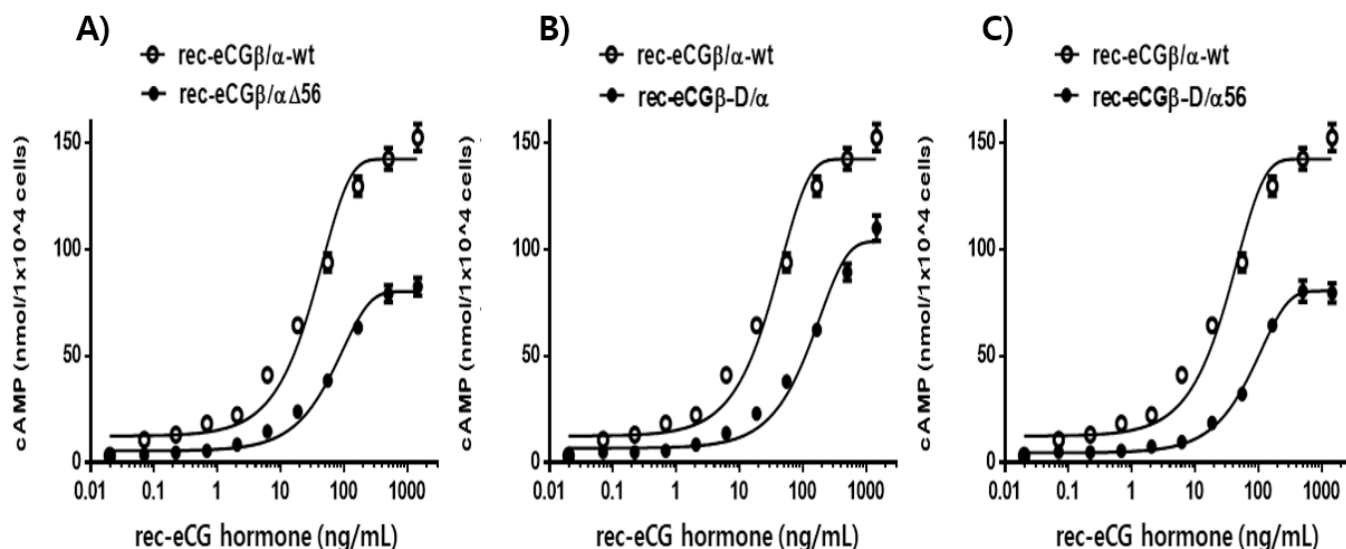 A)
rec-eCGβ/α-wt
rec-eCGβ/αΔ56
cAMP (nmol/1x10^4 cells)
150
100
50
0
0.01 0.1 1 10 100 1000
rec-eCG hormone (ng/mL)
B)
rec-eCGβ/α-wt
rec-eCGβ-D/α
cAMP (nmol/1x10^4 cells)
150
100
50
0
0.01 0.1 1 10 100 1000
rec-eCG hormone (ng/mL)
C)
rec-eCGβ/α-wt
rec-eCGβ-D/α56
cAMP (nmol/1x10^4 cells)
150
100
50
0
0.01 0.1 1 10 100 1000
rec-eCG hormone (ng/mL)